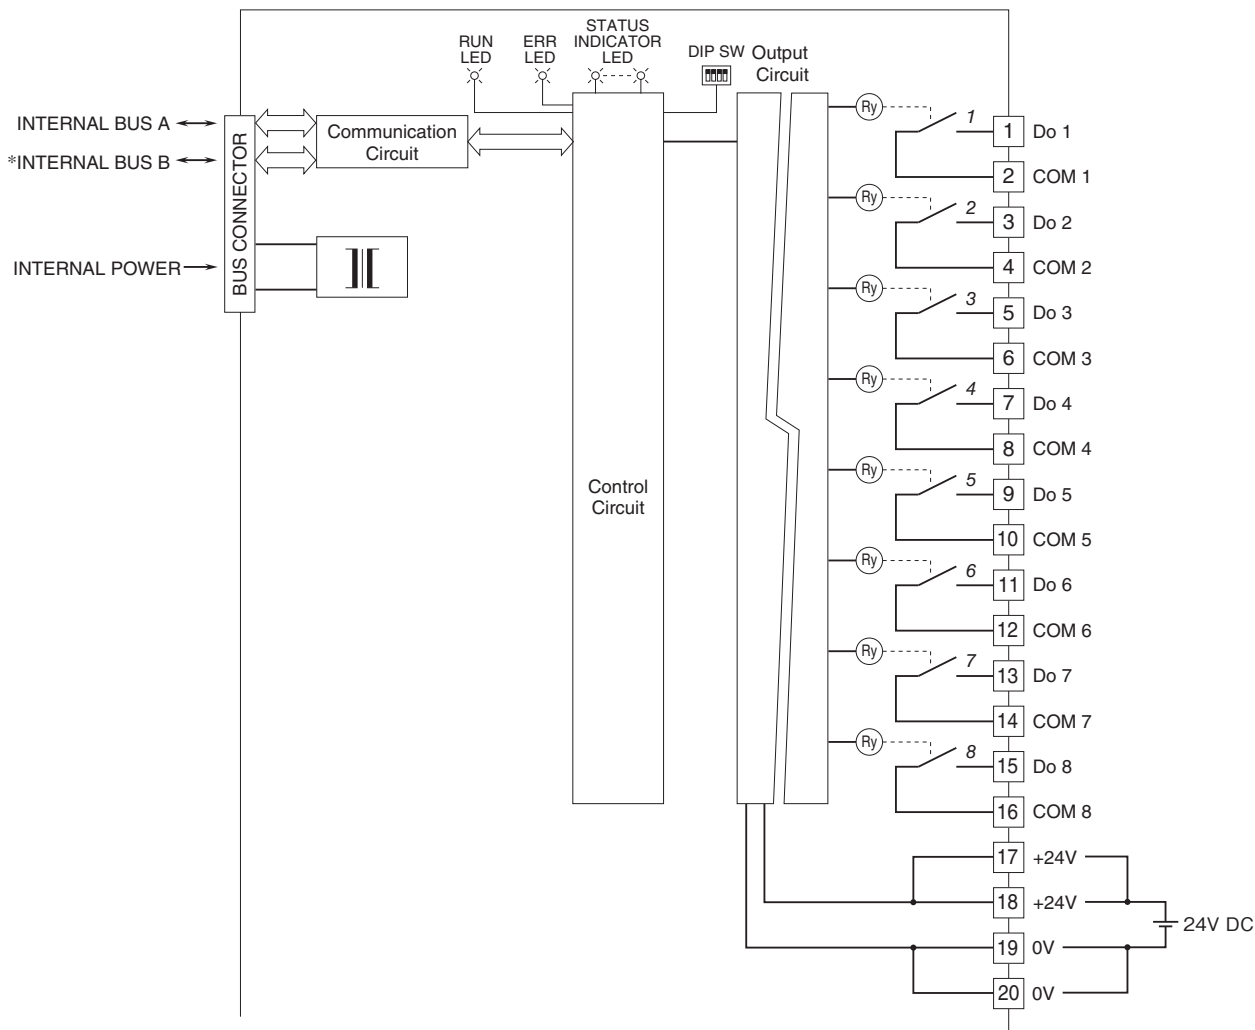 RUN
LED
ERR
LED
STATUS
INDICATOR
LED
DIP SW
Output
Circuit
INTERNAL BUS A
*INTERNAL BUS B
INTERNAL POWER
BUS CONNECTOR
Communication
Circuit
Control
Circuit
Ry
1
1 Do 1
2 COM 1
Ry
2
3 Do 2
4 COM 2
Ry
3
5 Do 3
6 COM 3
Ry
4
7 Do 4
8 COM 4
Ry
5
9 Do 5
10 COM 5
Ry
6
11 Do 6
12 COM 6
Ry
7
13 Do 7
14 COM 7
Ry
8
15 Do 8
16 COM 8
17 +24V
18 +24V
19 0V
20 0V
24V DC